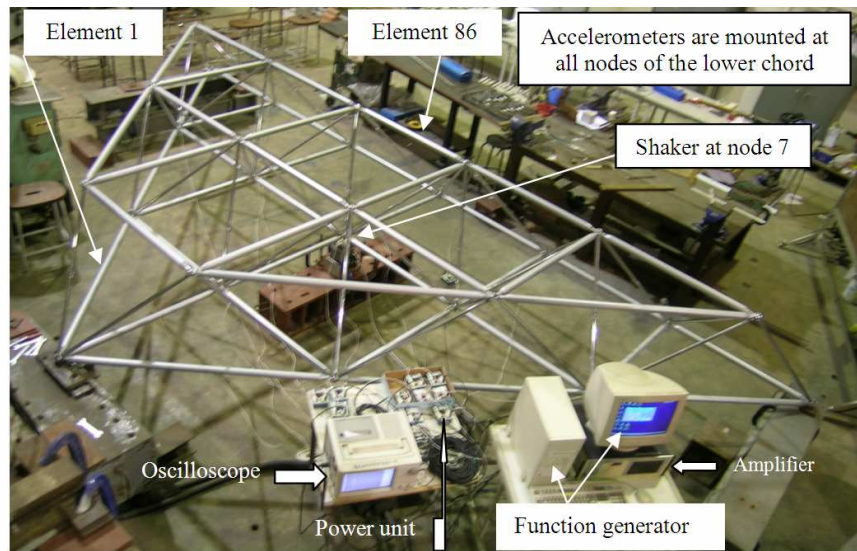 Element 1
Element 86
Accelerometers are mounted at
all nodes of the lower chord
Shaker at node 7
Oscilloscope
Amplifier
Power unit
Function generator